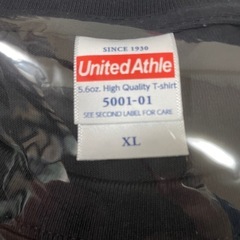 SINCE 1930
United Athle
5.6oz. High Quality T-shirt
5001-01
SEE SECOND LABEL FOR CARE
XL